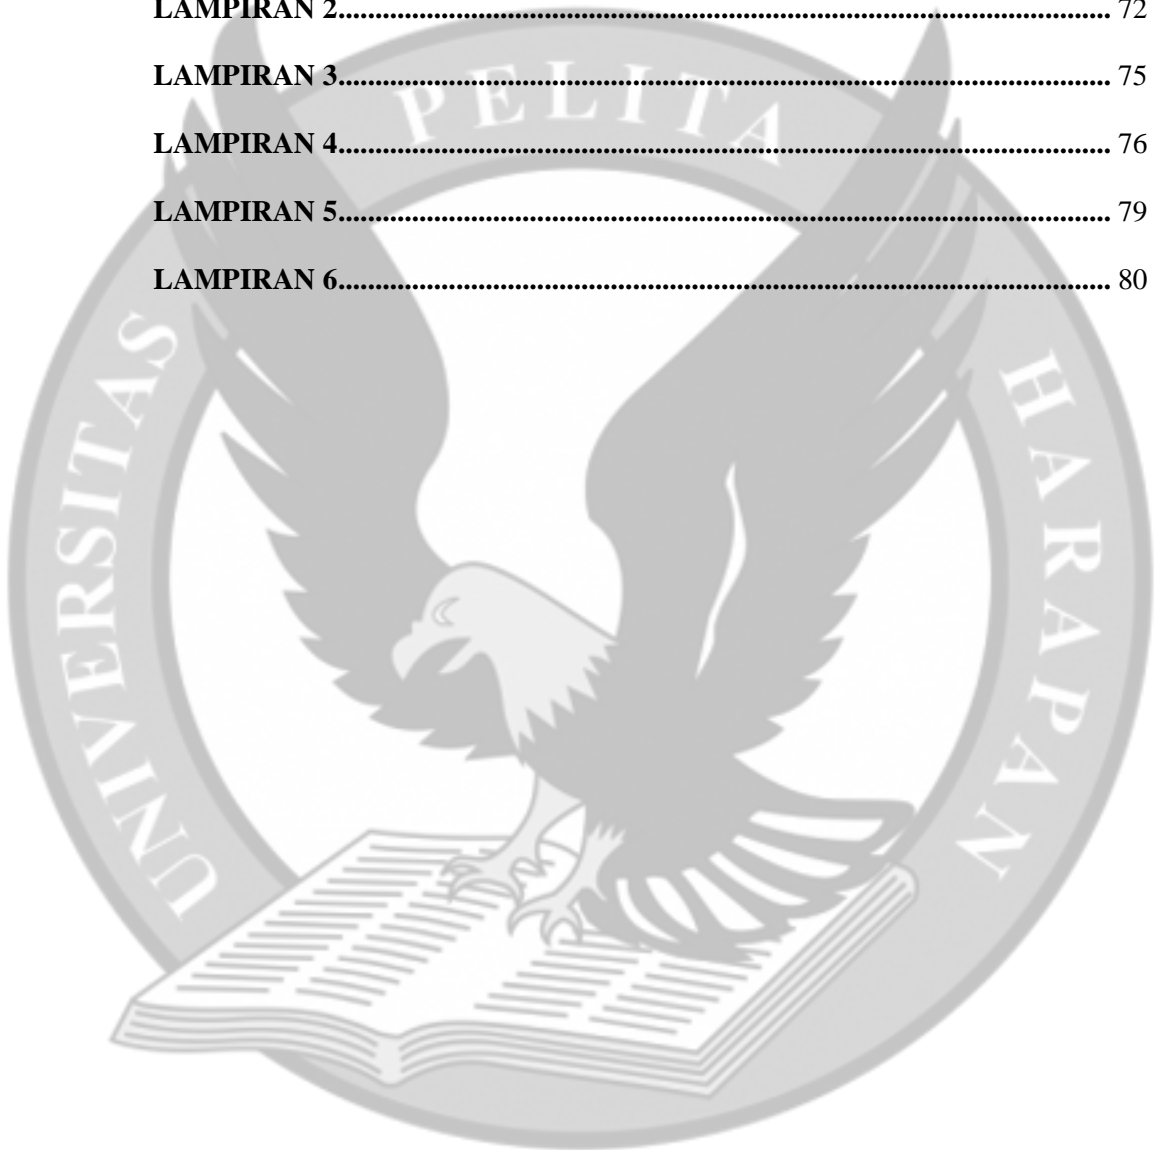 LAMPIRAN 2.......................................................................................................... 72
LAMPIRAN 3.......................................................................................................... 75
LAMPIRAN 4.......................................................................................................... 76
LAMPIRAN 5.......................................................................................................... 79
LAMPIRAN 6.......................................................................................................... 80
UNIVERSITAS PELITA HARAPAN